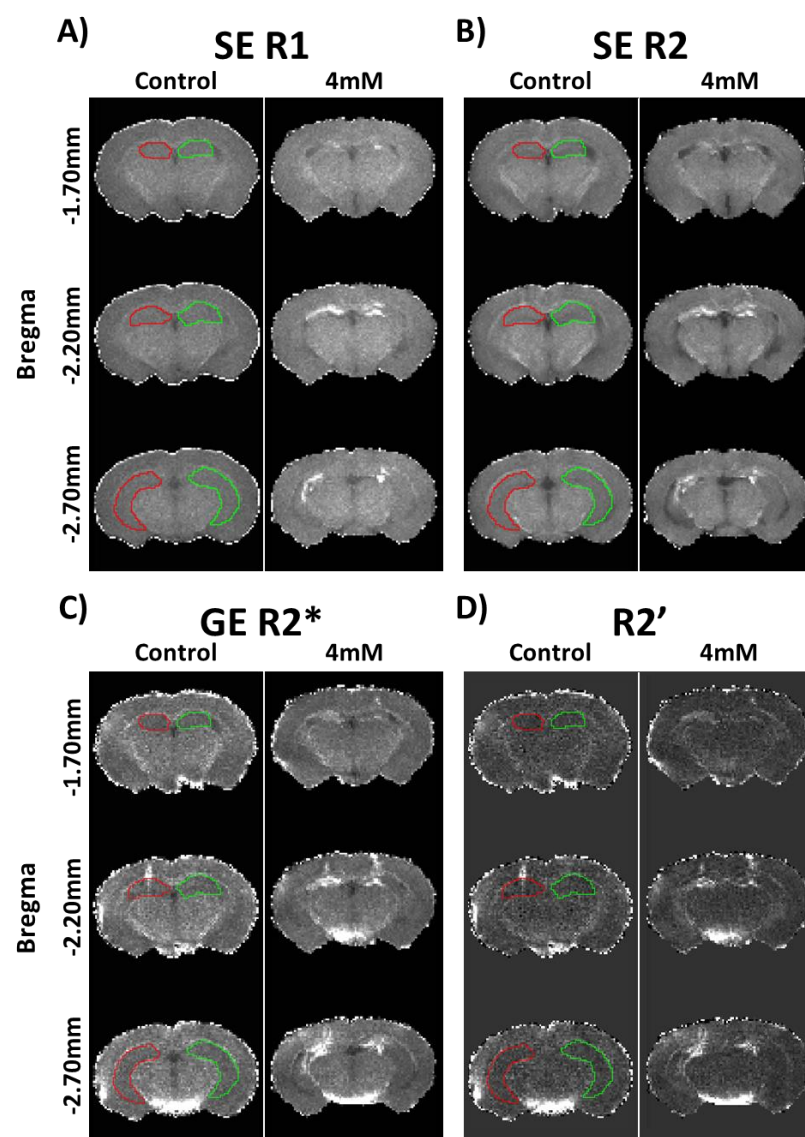 A) SE R1
Control 4mM
B) SE R2
Control 4mM
Bregma
-1.70mm
-2.20mm
-2.70mm
C) GE R2*
Control 4mM
D) R2’
Control 4mM
Bregma
-1.70mm
-2.20mm
-2.70mm